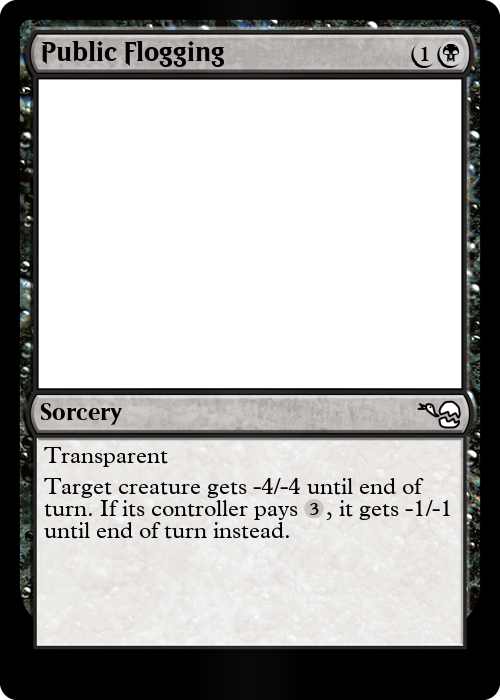 Public Flogging 1
Sorcery
Transparent
Target creature gets -4/-4 until end of
turn. If its controller pays 3, it gets -1/-1
until end of turn instead.